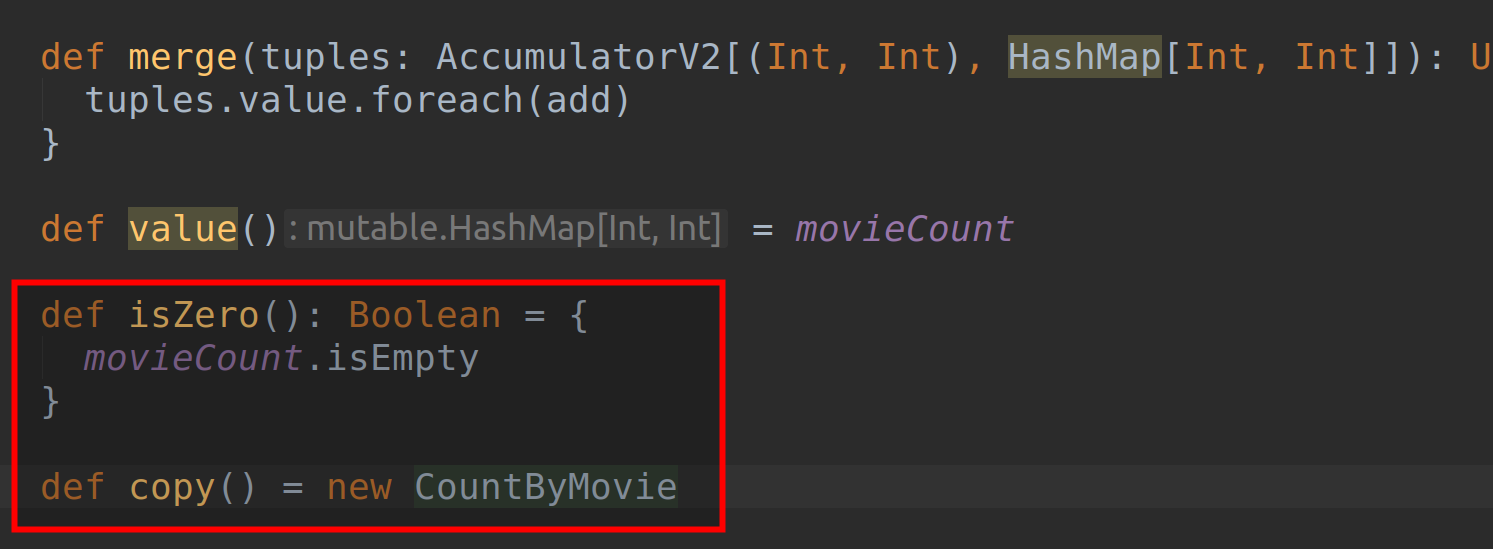 def merge(tuples: AccumulatorV2[(Int, Int), HashMap[Int, Int]]): U
tuples.value.foreach(add)
}
def value() : mutable.HashMap[Int, Int] = movieCount
def isZero(): Boolean = {
movieCount.isEmpty
}
def copy() = new CountByMovie